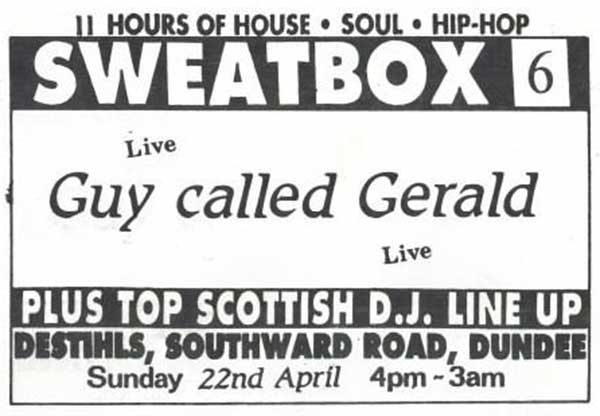 11 HOURS OF HOUSE • SOUL • HIP-HOP
SWEATBOX 6
Live
Guy called Gerald
Live
PLUS TOP SCOTTISH D.J. LINE UP
DESTIHLS, SOUTHWARD ROAD, DUNDEE
Sunday 22nd April 4pm-3am